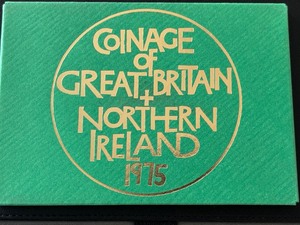 COINAGE
OF
GREAT BRITAIN
+
NORTHERN
IRELAND
1975